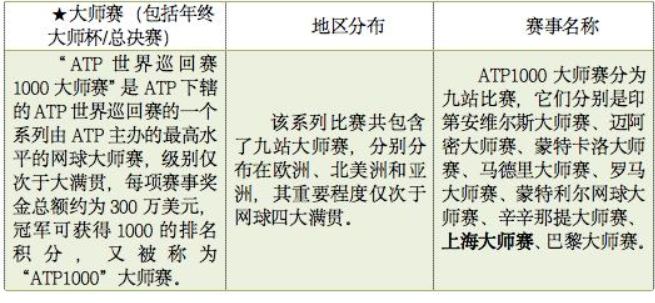 ★大师赛（包括年终
大师杯/总决赛）
地区分布
赛事名称
“ATP 世界巡回赛
1000 大师赛”是 ATP 下辖
的 ATP 世界巡回赛的一个
系列由 ATP 主办的最高水
平的网球大师赛，级别仅
次于大满贯，每项赛事奖
金总额约为 300 万美元，
冠军可获得 1000 的排名
积分，又被称为
“ATP1000”大师赛。
该系列比赛共包含
了九站大师赛，分别分
布在欧洲、北美洲和亚
洲，其重要程度仅次于
网球四大满贯。
ATP1000 大师赛分为
九站比赛，它们分别是印
第安维尔斯大师赛、迈阿
密大师赛、蒙特卡洛大师
赛、马德里大师赛、罗马
大师赛、蒙特利尔网球大
师赛、辛辛那提大师赛、
上海大师赛、巴黎大师赛。